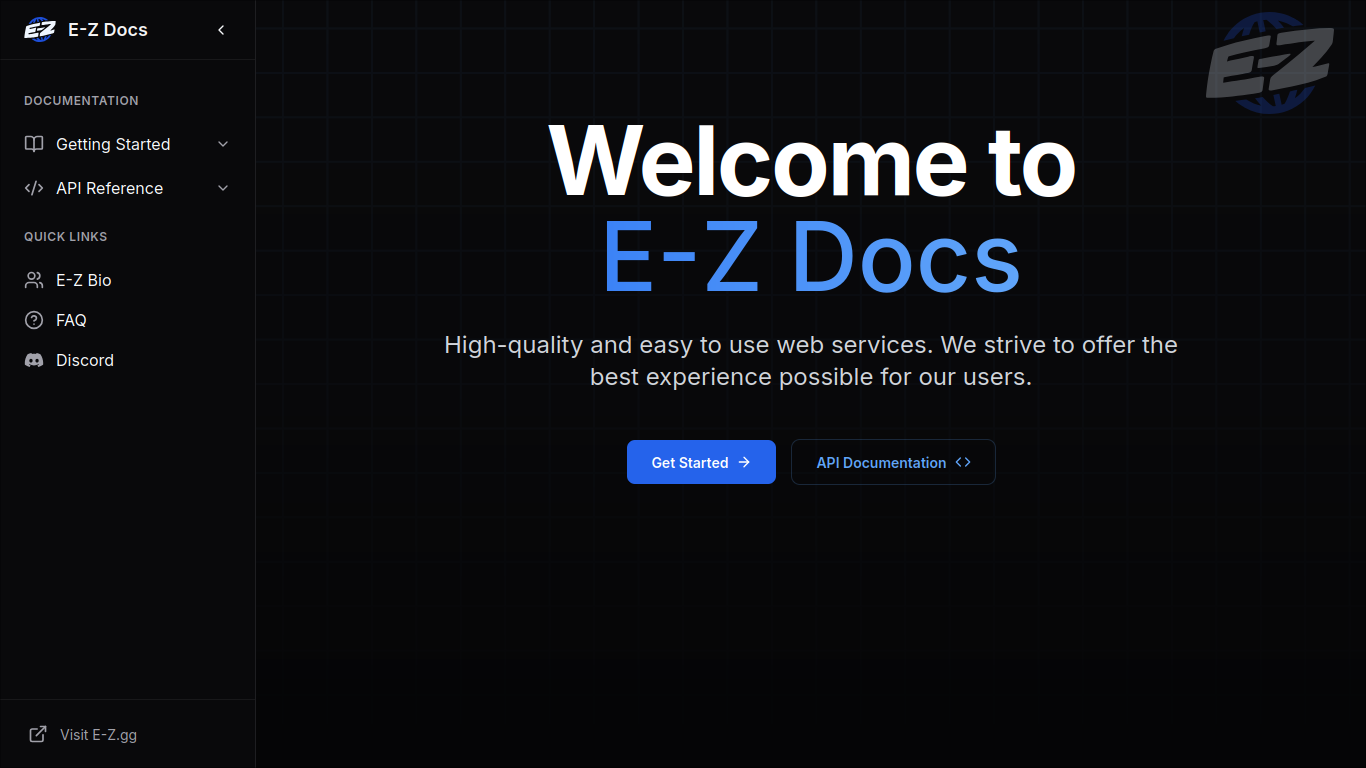 E-Z
E-Z Docs
DOCUMENTATION
Getting Started
API Reference
QUICK LINKS
E-Z Bio
FAQ
Discord
Visit E-Z.gg
E-Z
Welcome to
E-Z Docs
High-quality and easy to use web services. We strive to offer the
best experience possible for our users.
Get Started
API Documentation